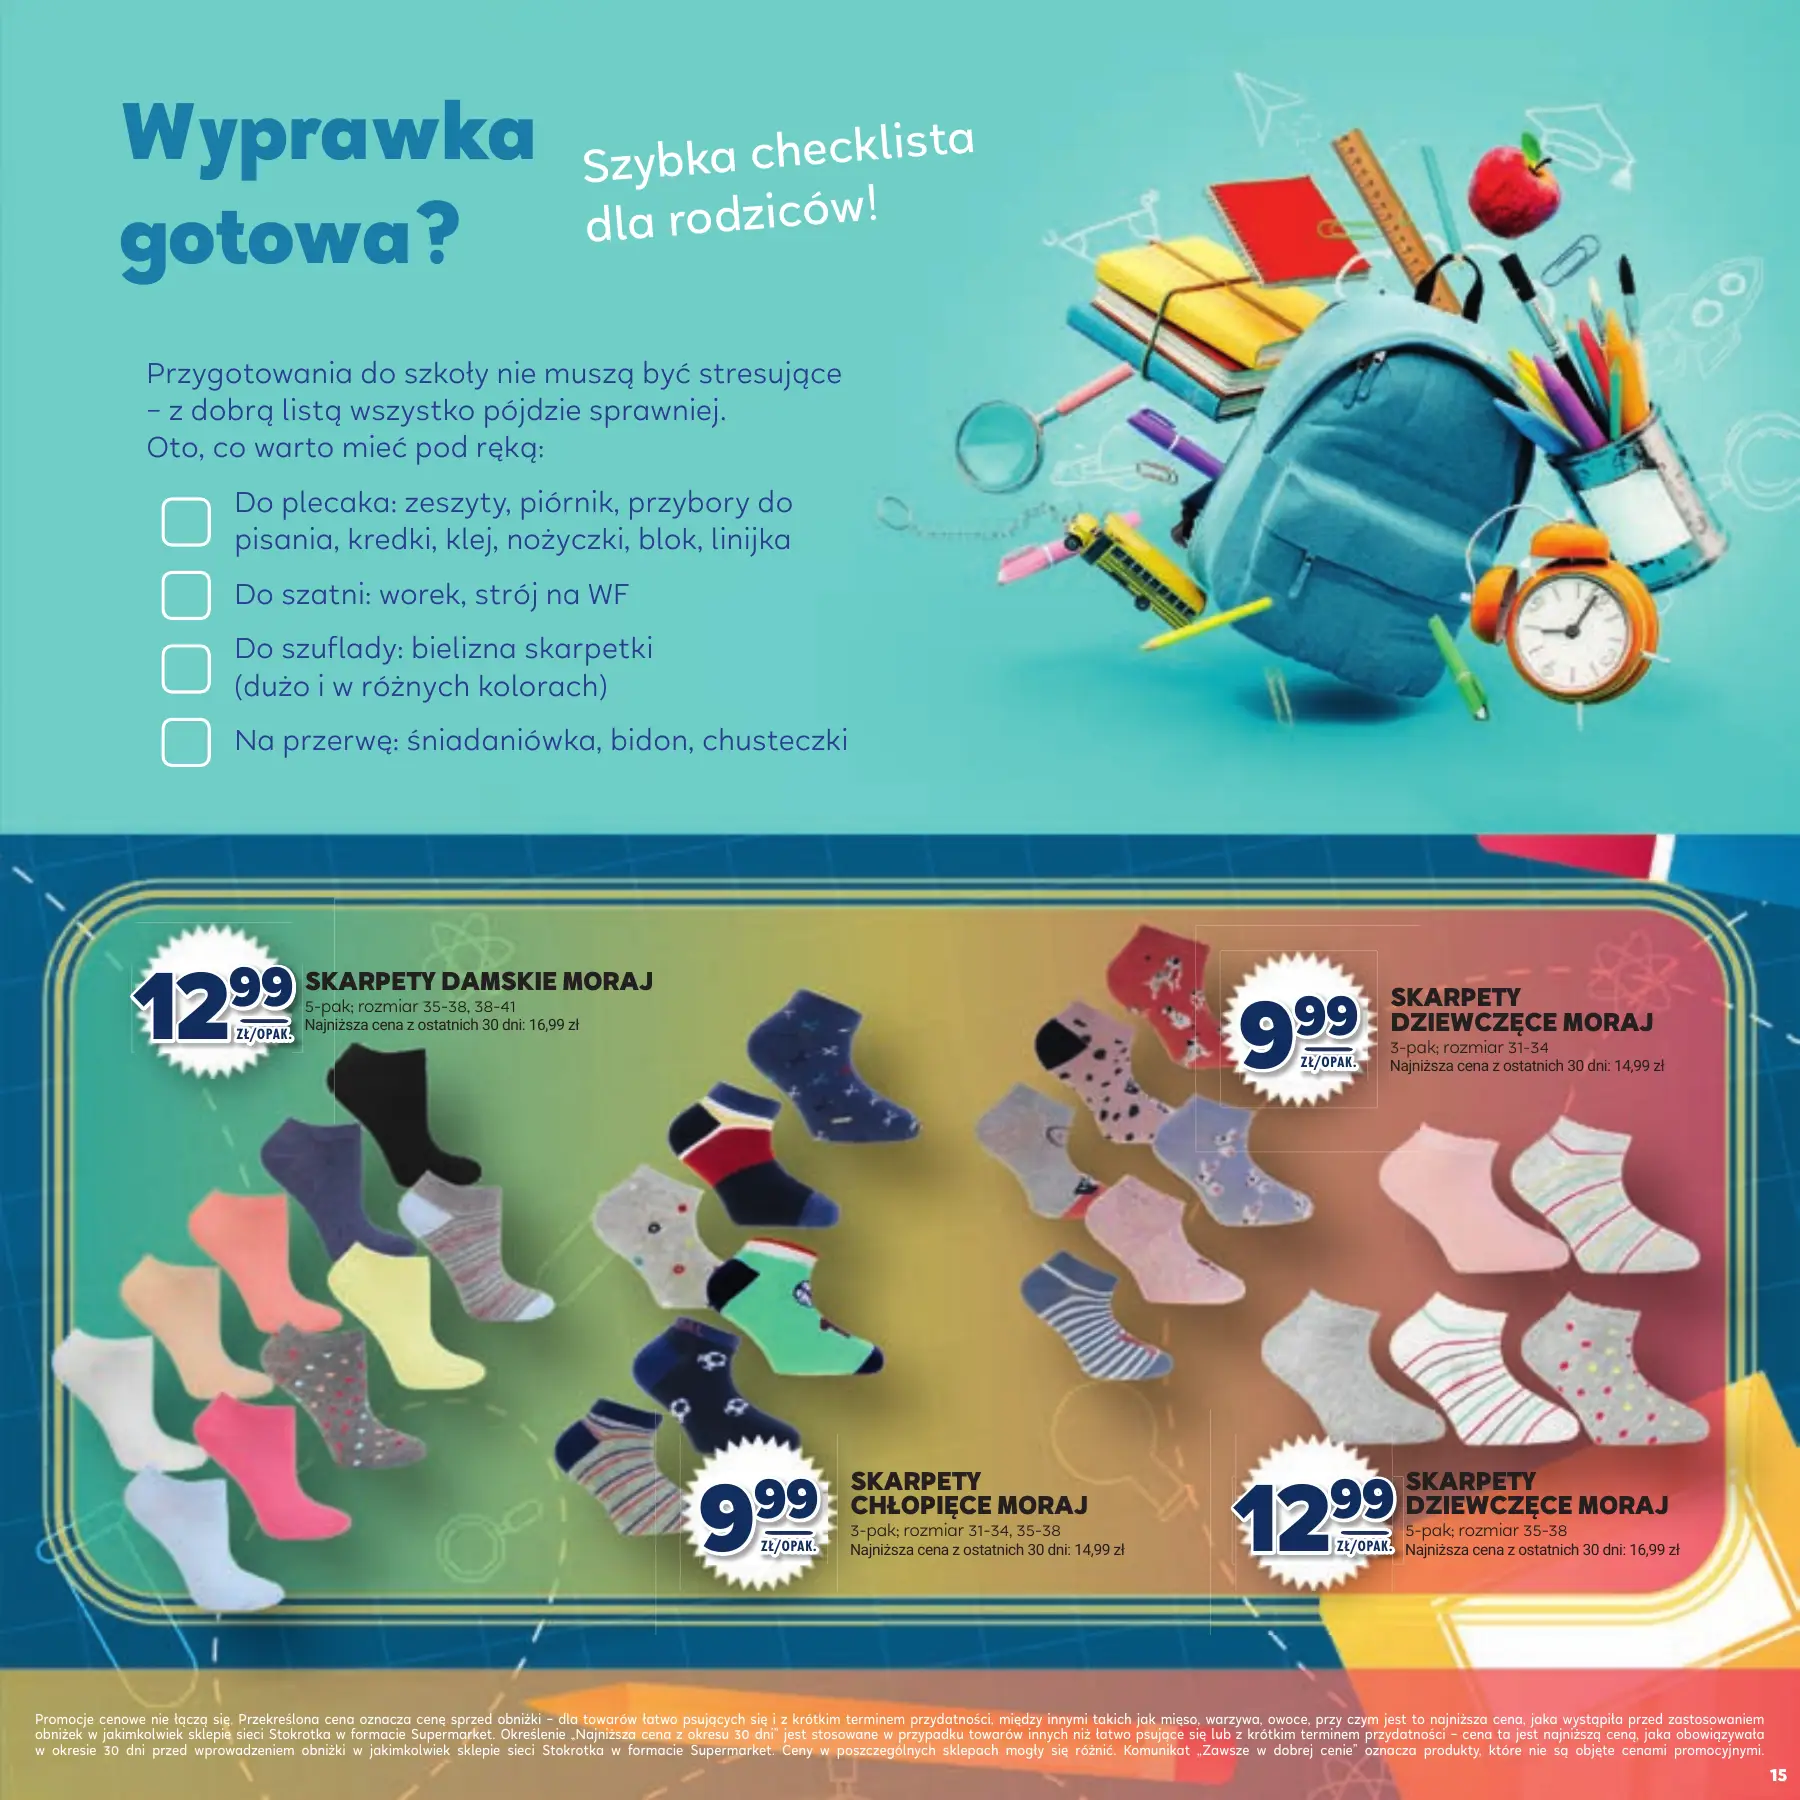 Wyprawka
gotowa?
Szybka checklista
dla rodziców!
Przygotowania do szkoły nie muszą być stresujące
– z dobrą listą wszystko pójdzie sprawniej.
Oto, co warto mieć pod ręką:
Do plecaka: zeszyty, piórnik, przybory do
pisania, kredki, klej, nożyczki, blok, linijka
Do szatni: worek, strój na WF
Do szuflady: bielizna skarpetki
(dużo i w różnych kolorach)
Na przerwę: śniadaniówka, bidon, chusteczki
12 99
ZŁ/OPAK.
SKARPETY DAMSKIE MORAJ
5-pak; rozmiar 35-38, 38-41
Najniższa cena z ostatnich 30 dni: 16,99 zł
9 99
ZŁ/OPAK.
SKARPETY
DZIEWCZĘCE MORAJ
3-pak; rozmiar 31-34
Najniższa cena z ostatnich 30 dni: 14,99 zł
9 99
ZŁ/OPAK.
SKARPETY
CHŁOPIĘCE MORAJ
3-pak; rozmiar 31-34, 35-38
Najniższa cena z ostatnich 30 dni: 14,99 zł
12 99
ZŁ/OPAK.
SKARPETY
DZIEWCZĘCE MORAJ
5-pak; rozmiar 35-38
Najniższa cena z ostatnich 30 dni: 16,99 zł
Promocje cenowe nie łączą się. Przekreślona cena oznacza cenę sprzed obniżki – dla towarów łatwo psujących się i z krótkim terminem przydatności, między innymi takich jak mięso, warzywa, owoce, przy czym jest to najniższa cena, jaka wystąpiła przed zastosowaniem
obniżek w jakimkolwiek sklepie sieci Stokrotka w formacie Supermarket. Określenie „Najniższa cena z okresu 30 dni” jest stosowane w przypadku towarów innych niż łatwo psujące się lub z krótkim terminem przydatności – cena ta jest najniższą ceną, jaka obowiązywała
w okresie 30 dni przed wprowadzeniem obniżki w jakimkolwiek sklepie sieci Stokrotka w formacie Supermarket. Ceny w poszczególnych sklepach mogły się różnić. Komunikat „Zawsze w dobrej cenie” oznacza produkty, które nie są objęte cenami promocyjnymi.
15